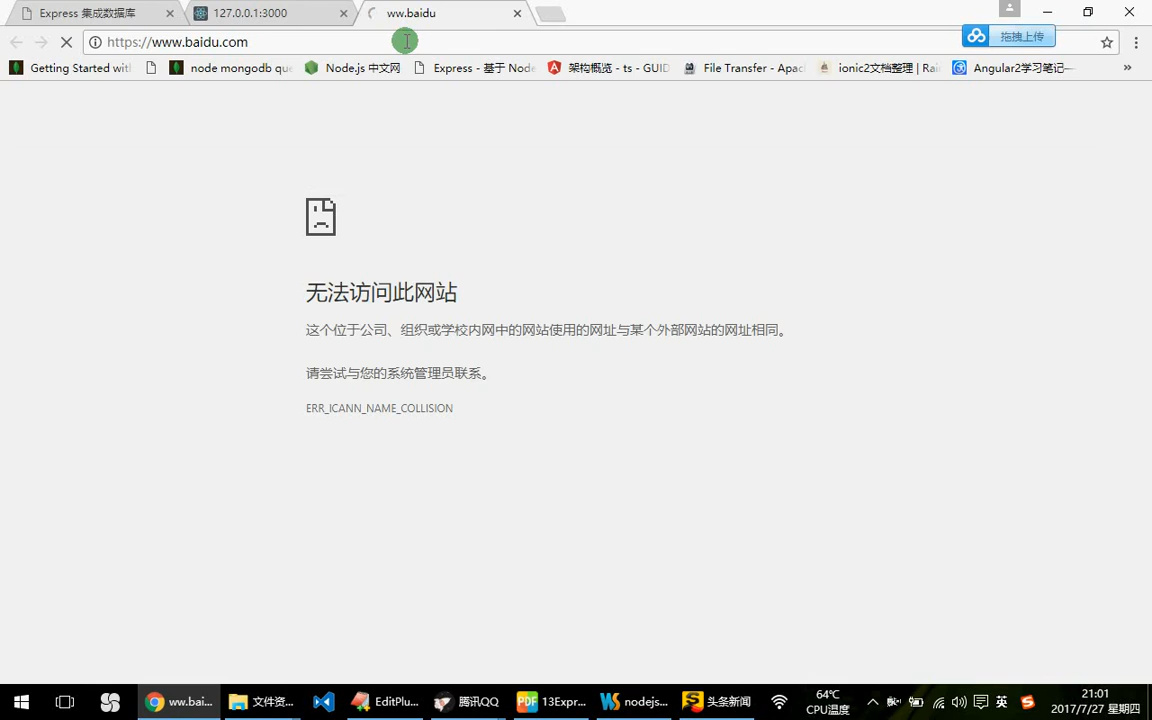 Express 集成数据库
127.0.0.1:3000
ww.baidu
https://www.baidu.com
拖拽上传
Getting Started wit
node mongodb que
Node.js 中文网
Express - 基于 Node
架构概览 - ts - GUID
File Transfer - Apac
ionic2文档整理 | Rai
Angular2学习笔记—
»
无法访问此网站
这个位于公司、组织或学校内网中的网站使用的网址与某个外部网站的网址相同。
请尝试与您的系统管理员联系。
ERR_ICANN_NAME_COLLISION
ww.bai...
文件资...
EditPlu...
腾讯QQ
PDF
13Expr...
WS
nodejs...
头条新闻
64℃
CPU温度
英
21:01
2017/7/27 星期四